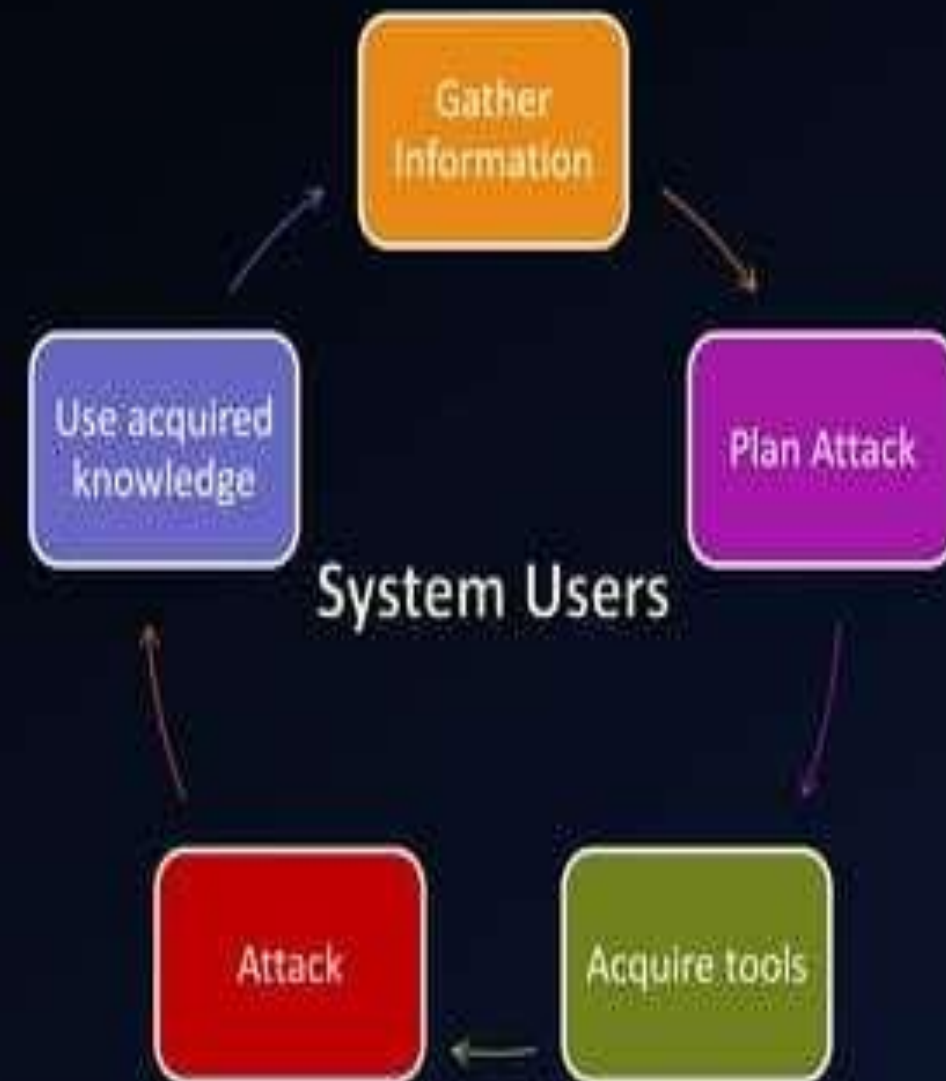 Gather
Information
Plan Attack
Acquire tools
Attack
Use acquired
knowledge
System Users